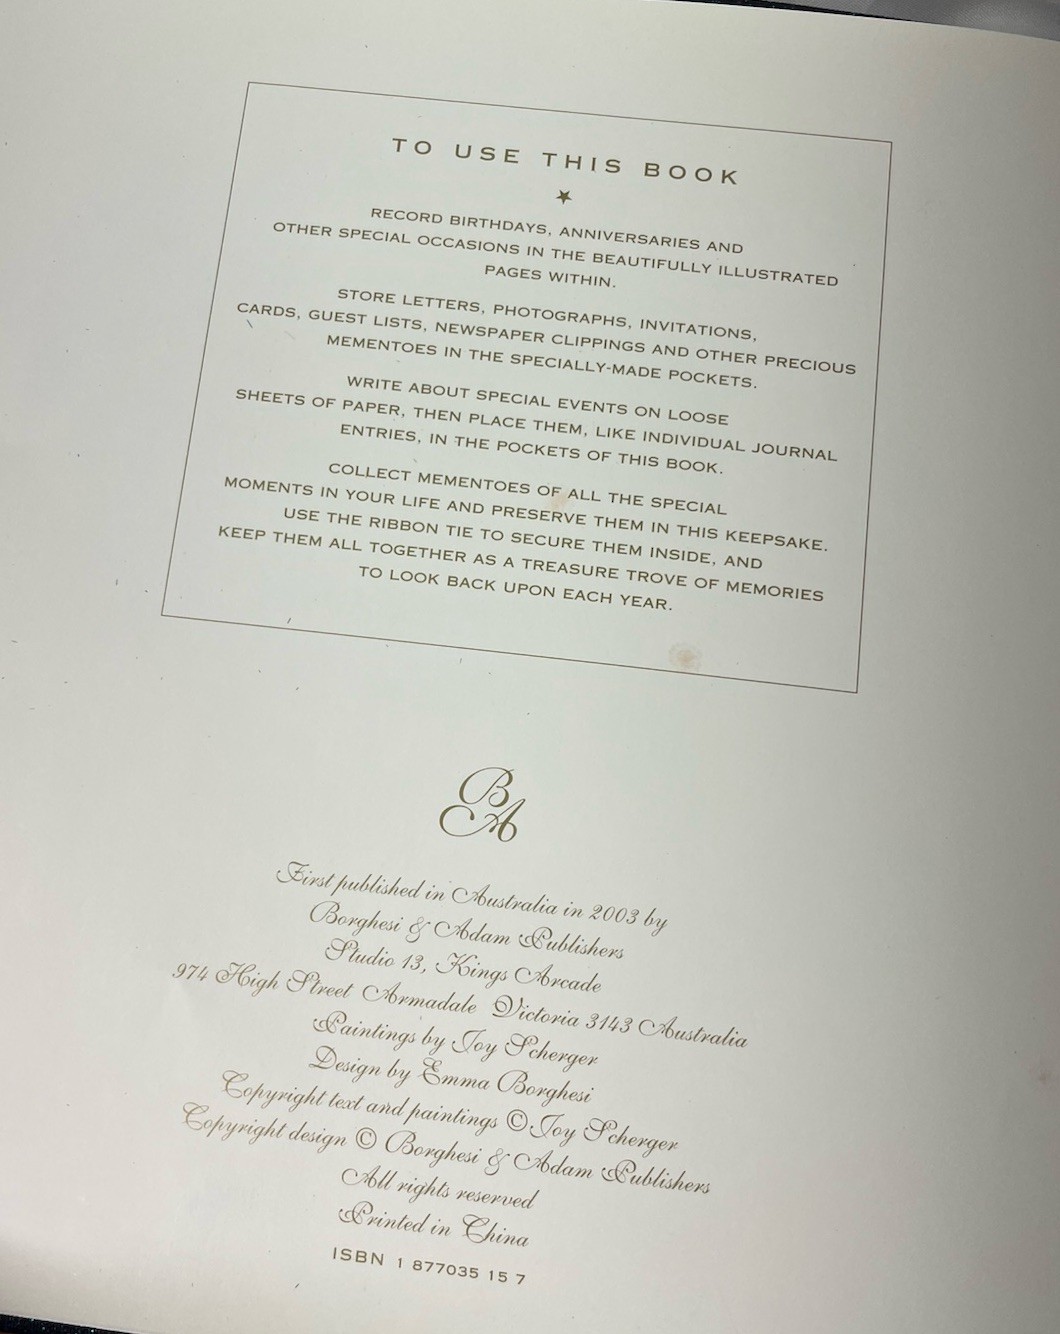 TO USE THIS BOOK
RECORD BIRTHDAYS, ANNIVERSARIES AND
OTHER SPECIAL OCCASIONS IN THE BEAUTIFULLY ILLUSTRATED
PAGES WITHIN.
STORE LETTERS, PHOTOGRAPHS, INVITATIONS,
CARDS, GUEST LISTS, NEWSPAPER CLIPPINGS AND OTHER PRECIOUS
MEMENTOES IN THE SPECIALLY-MADE POCKETS.
WRITE ABOUT SPECIAL EVENTS ON LOOSE
SHEETS OF PAPER, THEN PLACE THEM, LIKE INDIVIDUAL JOURNAL
ENTRIES, IN THE POCKETS OF THIS BOOK.
COLLECT MEMENTOES OF ALL THE SPECIAL
MOMENTS IN YOUR LIFE AND PRESERVE THEM IN THIS KEEPSAKE.
USE THE RIBBON TIE TO SECURE THEM INSIDE, AND
KEEP THEM ALL TOGETHER AS A TREASURE TROVE OF MEMORIES
TO LOOK BACK UPON EACH YEAR.
BA
First published in Australia in 2003 by
Borghesi & Adam Publishers
Studio 13, Kings Arcade
974 High Street Armadale Victoria 3143 Australia
Paintings by Joy Scherger
Design by Emma Borghesi
Copyright text and paintings © Joy Scherger
Copyright design © Borghesi & Adam Publishers
All rights reserved
Printed in China
ISBN 1 877035 15 7